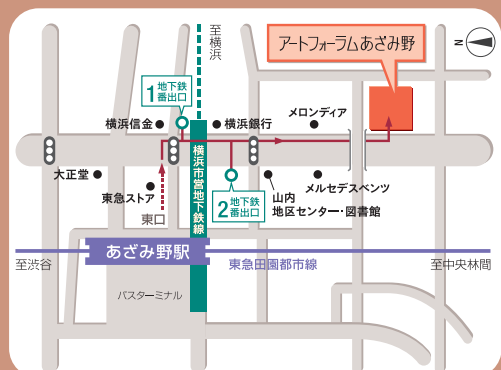 至横浜
アートフォーラムあざみ野
N
1 地下鉄
番出口
横浜信金
横浜銀行
メロンディア
大正堂
東急ストア
東口
横浜市営地下鉄線
2 地下鉄
番出口
山内
地区センター・図書館
メルセデスベンツ
あざみ野駅
至渋谷
東急田園都市線
至中央林間
バスターミナル